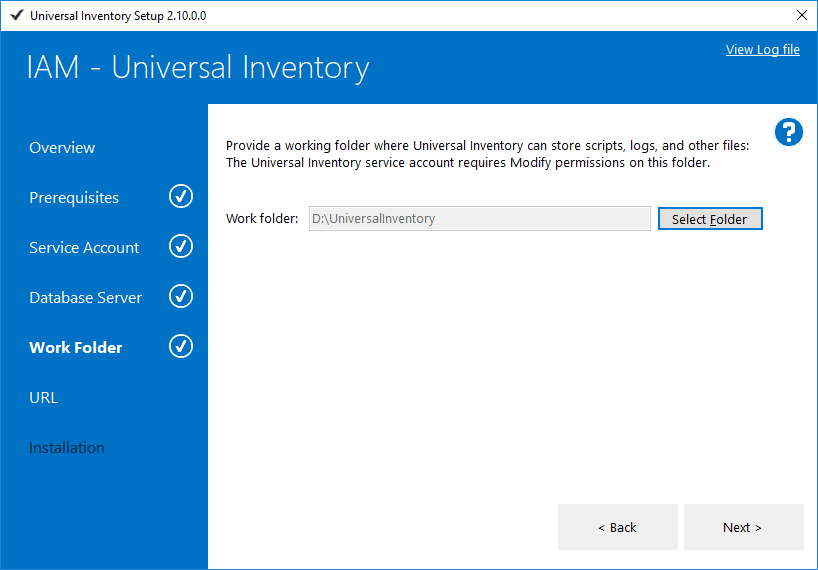 Universal Inventory Setup 2.10.0.0
View Log file
IAM - Universal Inventory
Overview
Prerequisites
Service Account
Database Server
Work Folder
URL
Installation
?
Provide a working folder where Universal Inventory can store scripts, logs, and other files:
The Universal Inventory service account requires Modify permissions on this folder.
Work folder: D:\UniversalInventory Select Folder
< Back Next >